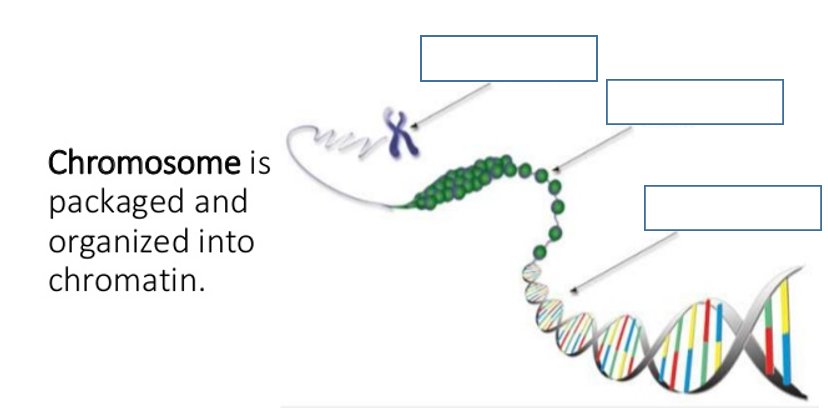 Chromosome is
packaged and
organized into
chromatin.